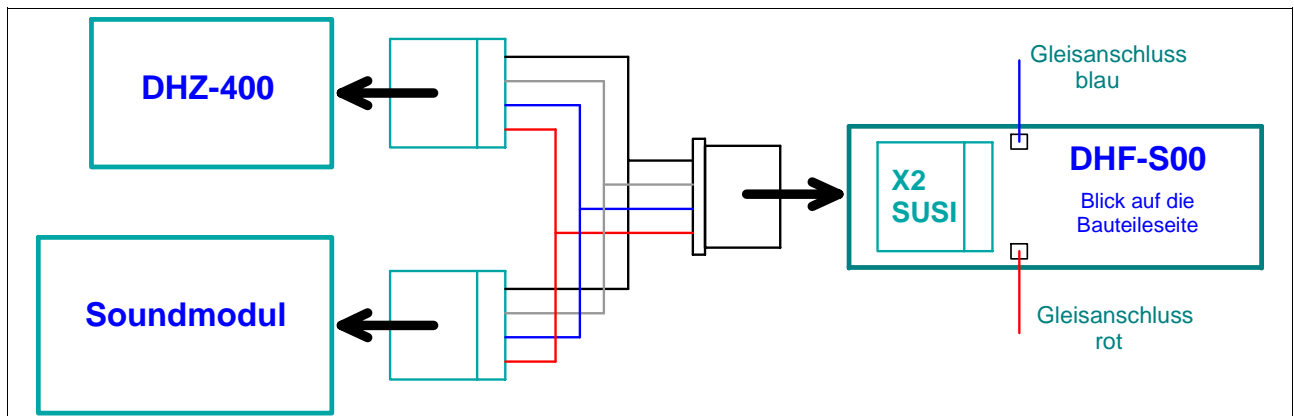 DHZ-400
Soundmodul
Gleisanschluss
blau
X2
SUSI
DHF-S00
Blick auf die
Bauteileseite
Gleisanschluss
rot